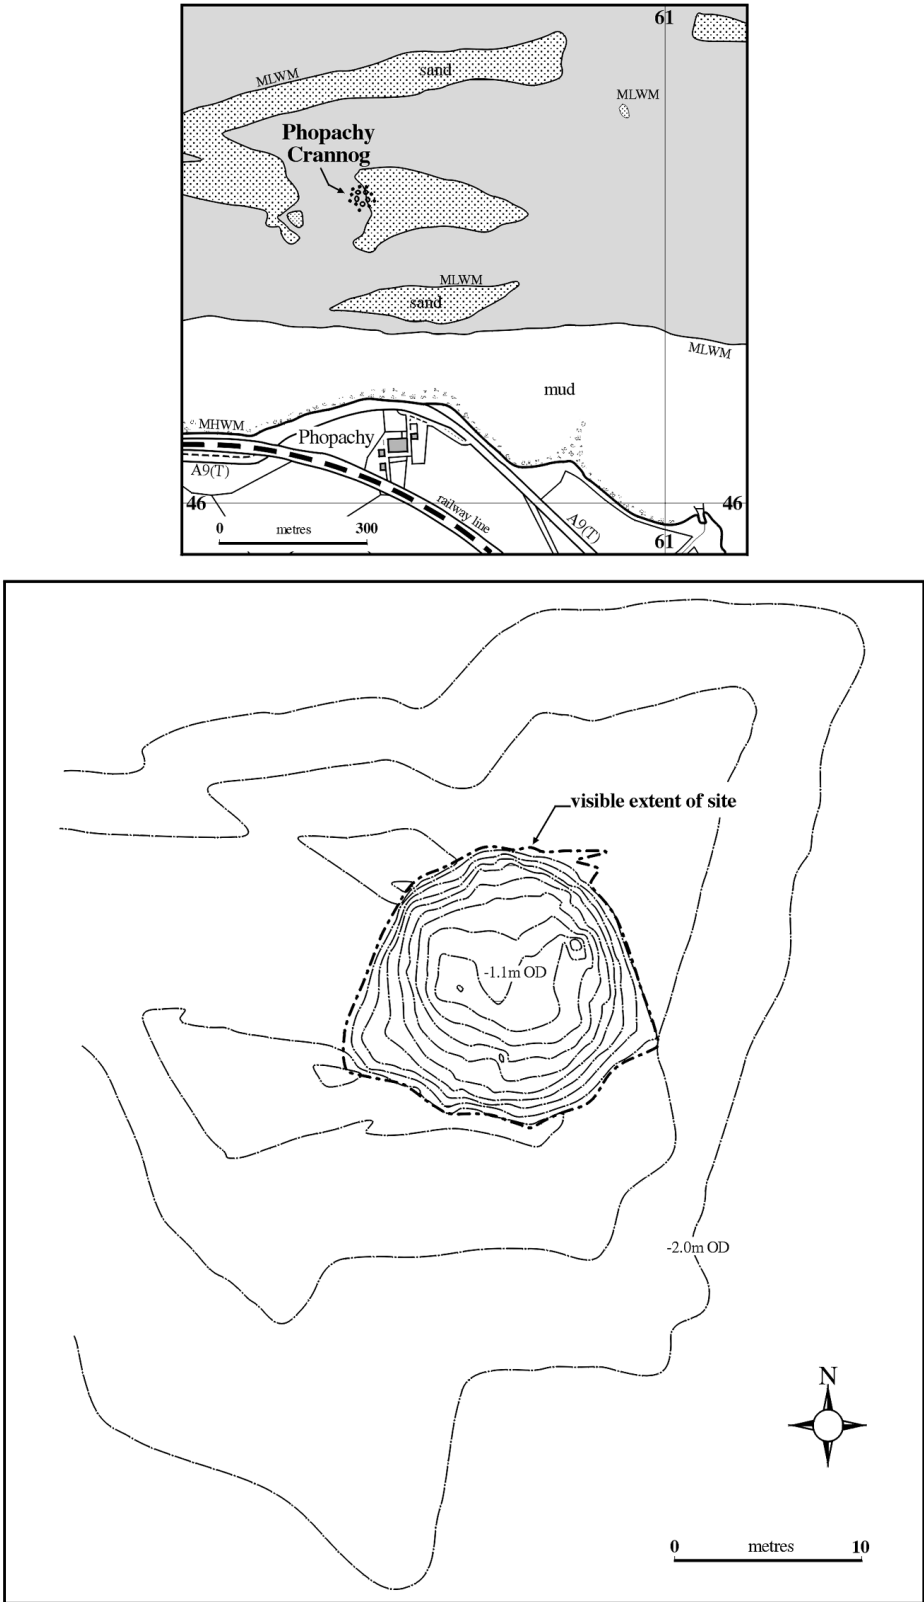 61
MLWM
sand
MLWM
Phopachy
Crannog
MLWM
sand
MLWM
mud
MHWM
Phopachy
A9(T)
46
railway line
46
A9(T)
0 metres 300
61
visible extent of site
-1.1m OD
-2.0m OD
N
0 metres 10